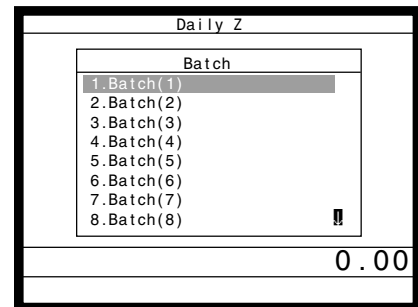 Daily Z
Batch
1.Batch(1)
2.Batch(2)
3.Batch(3)
4.Batch(4)
5.Batch(5)
6.Batch(6)
7.Batch(7)
8.Batch(8)
0.00